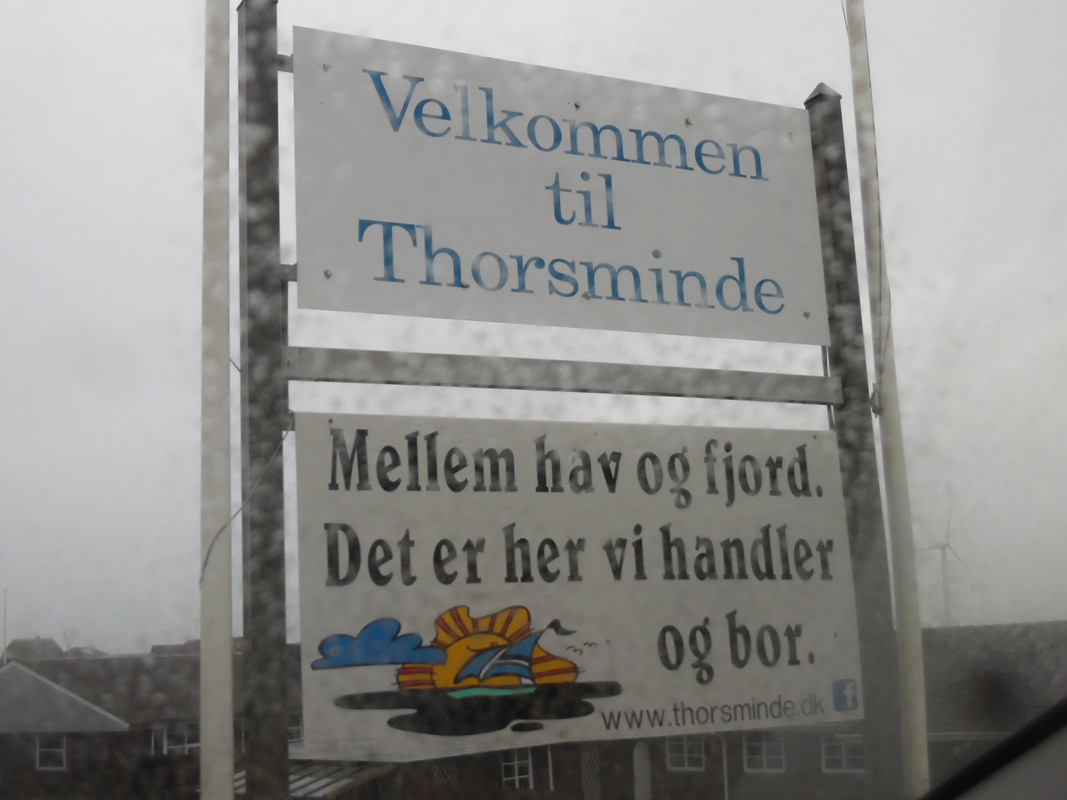 Velkommen
til
Thorsminde
Mellem hav og fjord.
Det er her vi handler
og bor.
www.thorsminde.dk f